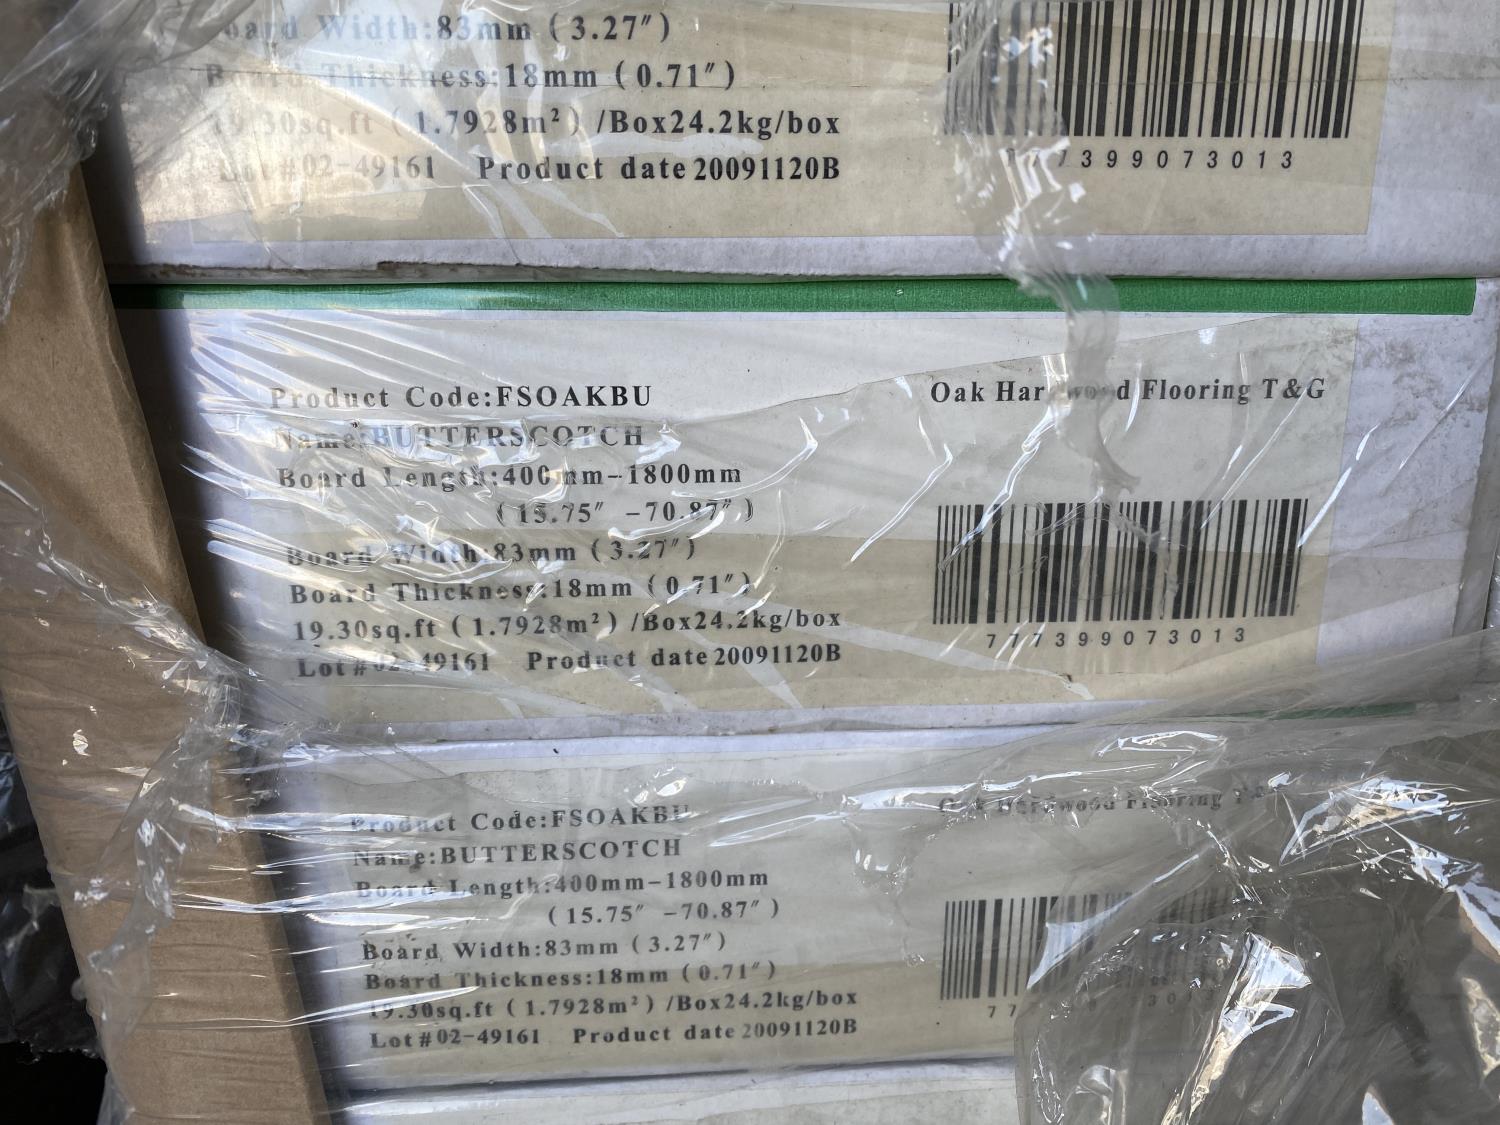 Board Width:83mm ( 3.27″ )
Board Thickness:18mm ( 0.71″ )
19.30sq.ft ( 1.7928m² ) /Box24.2kg/box
Lot#02-49161 Product date 20091120B
777399073013
Product Code:FSOAKBU
Oak Hardwood Flooring T&G
Name:BUTTERSCOTCH
Board Length:400mm-1800mm
( 15.75″ -70.87″ )
Board Width:83mm ( 3.27″ )
Board Thickness:18mm ( 0.71″ )
19.30sq.ft ( 1.7928m² ) /Box24.2kg/box
Lot#02-49161 Product date 20091120B
777399073013
Product Code:FSOAKBU
Oak Hardwood Flooring
Name:BUTTERSCOTCH
Board Length:400mm-1800mm
( 15.75″ -70.87″ )
Board Width:83mm ( 3.27″ )
Board Thickness:18mm ( 0.71″ )
19.30sq.ft ( 1.7928m² ) /Box24.2kg/box
Lot#02-49161 Product date 20091120B